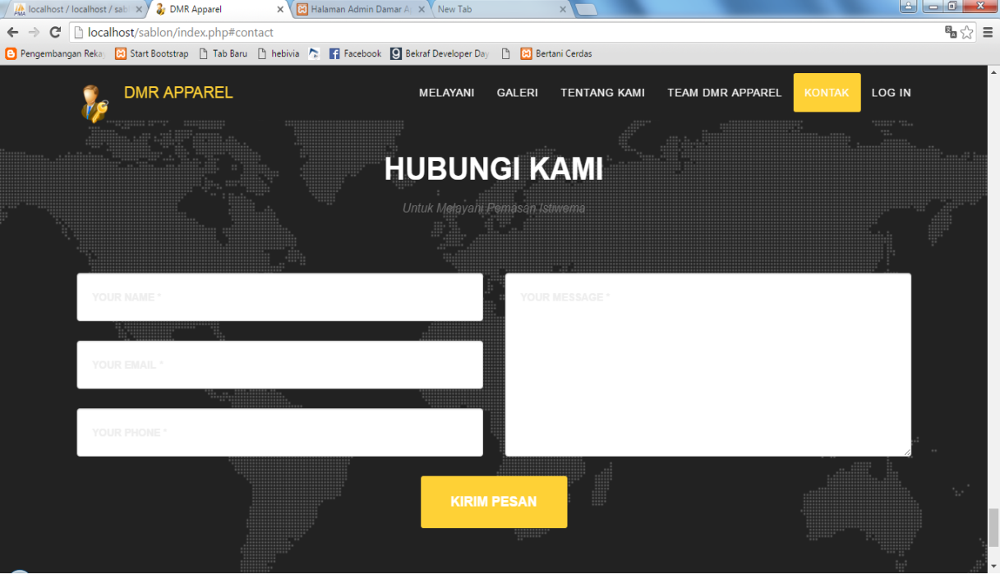 localhost / localhost / sab
DMR Apparel
Halaman Admin Damar A
New Tab
localhost/sablon/index.php#contact
Pengembangan Reka
Start Bootstrap
Tab Baru
hebivia
Facebook
Bekraf Developer Day
Bertani Cerdas
DMR APPAREL
MELAYANI
GALERI
TENTANG KAMI
TEAM DMR APPAREL
KONTAK
LOG IN
HUBUNGI KAMI
Untuk Melayahi Pemasan Istiwema
YOUR NAME *
YOUR MESSAGE *
YOUR EMAIL *
YOUR PHONE *
KIRIM PESAN